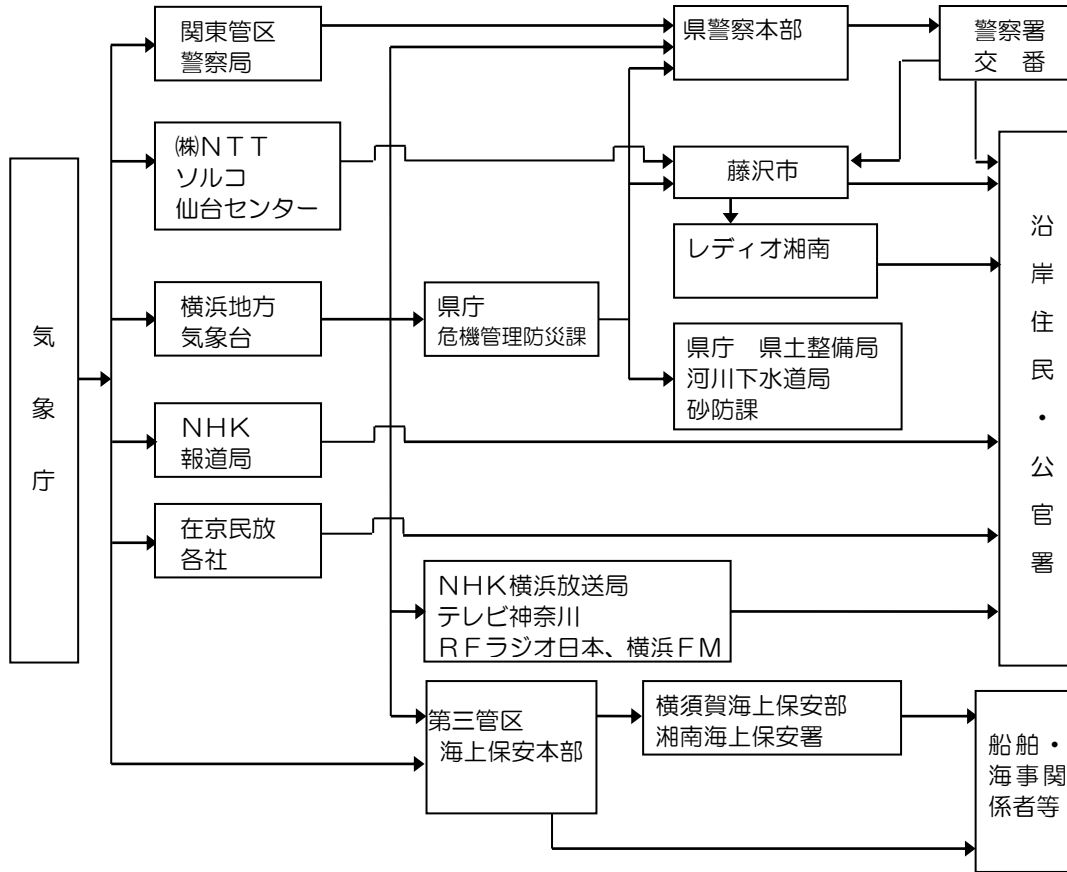 関東管区
警察局
県警察本部
警察署
交　番
㈱ＮＴＴ
ソルコ
仙台センター
藤沢市
レディオ湘南
気象庁
横浜地方
気象台
県庁
危機管理防災課
県庁　県土整備局
河川下水道局
砂防課
沿岸住民・公官署
ＮＨＫ
報道局
在京民放
各社
ＮＨＫ横浜放送局
テレビ神奈川
ＲＦラジオ日本、横浜ＦＭ
第三管区
海上保安本部
横須賀海上保安部
湘南海上保安署
船舶・
海事関
係者等